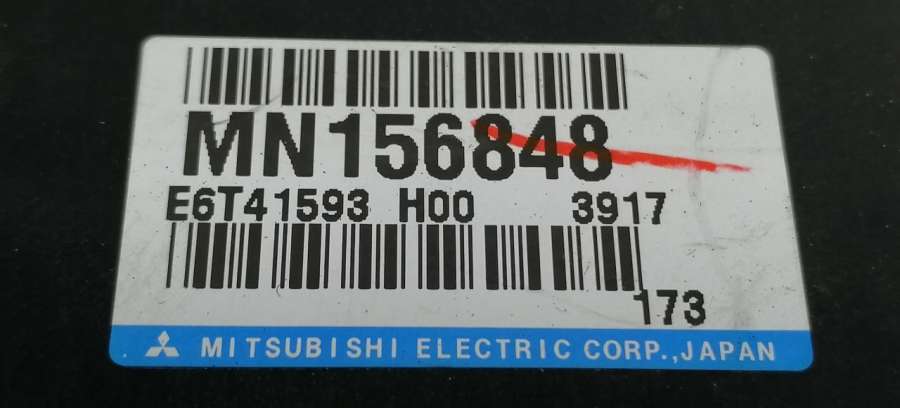 MN156848
E6T41593 H00 3917
173
MITSUBISHI ELECTRIC CORP.,JAPAN